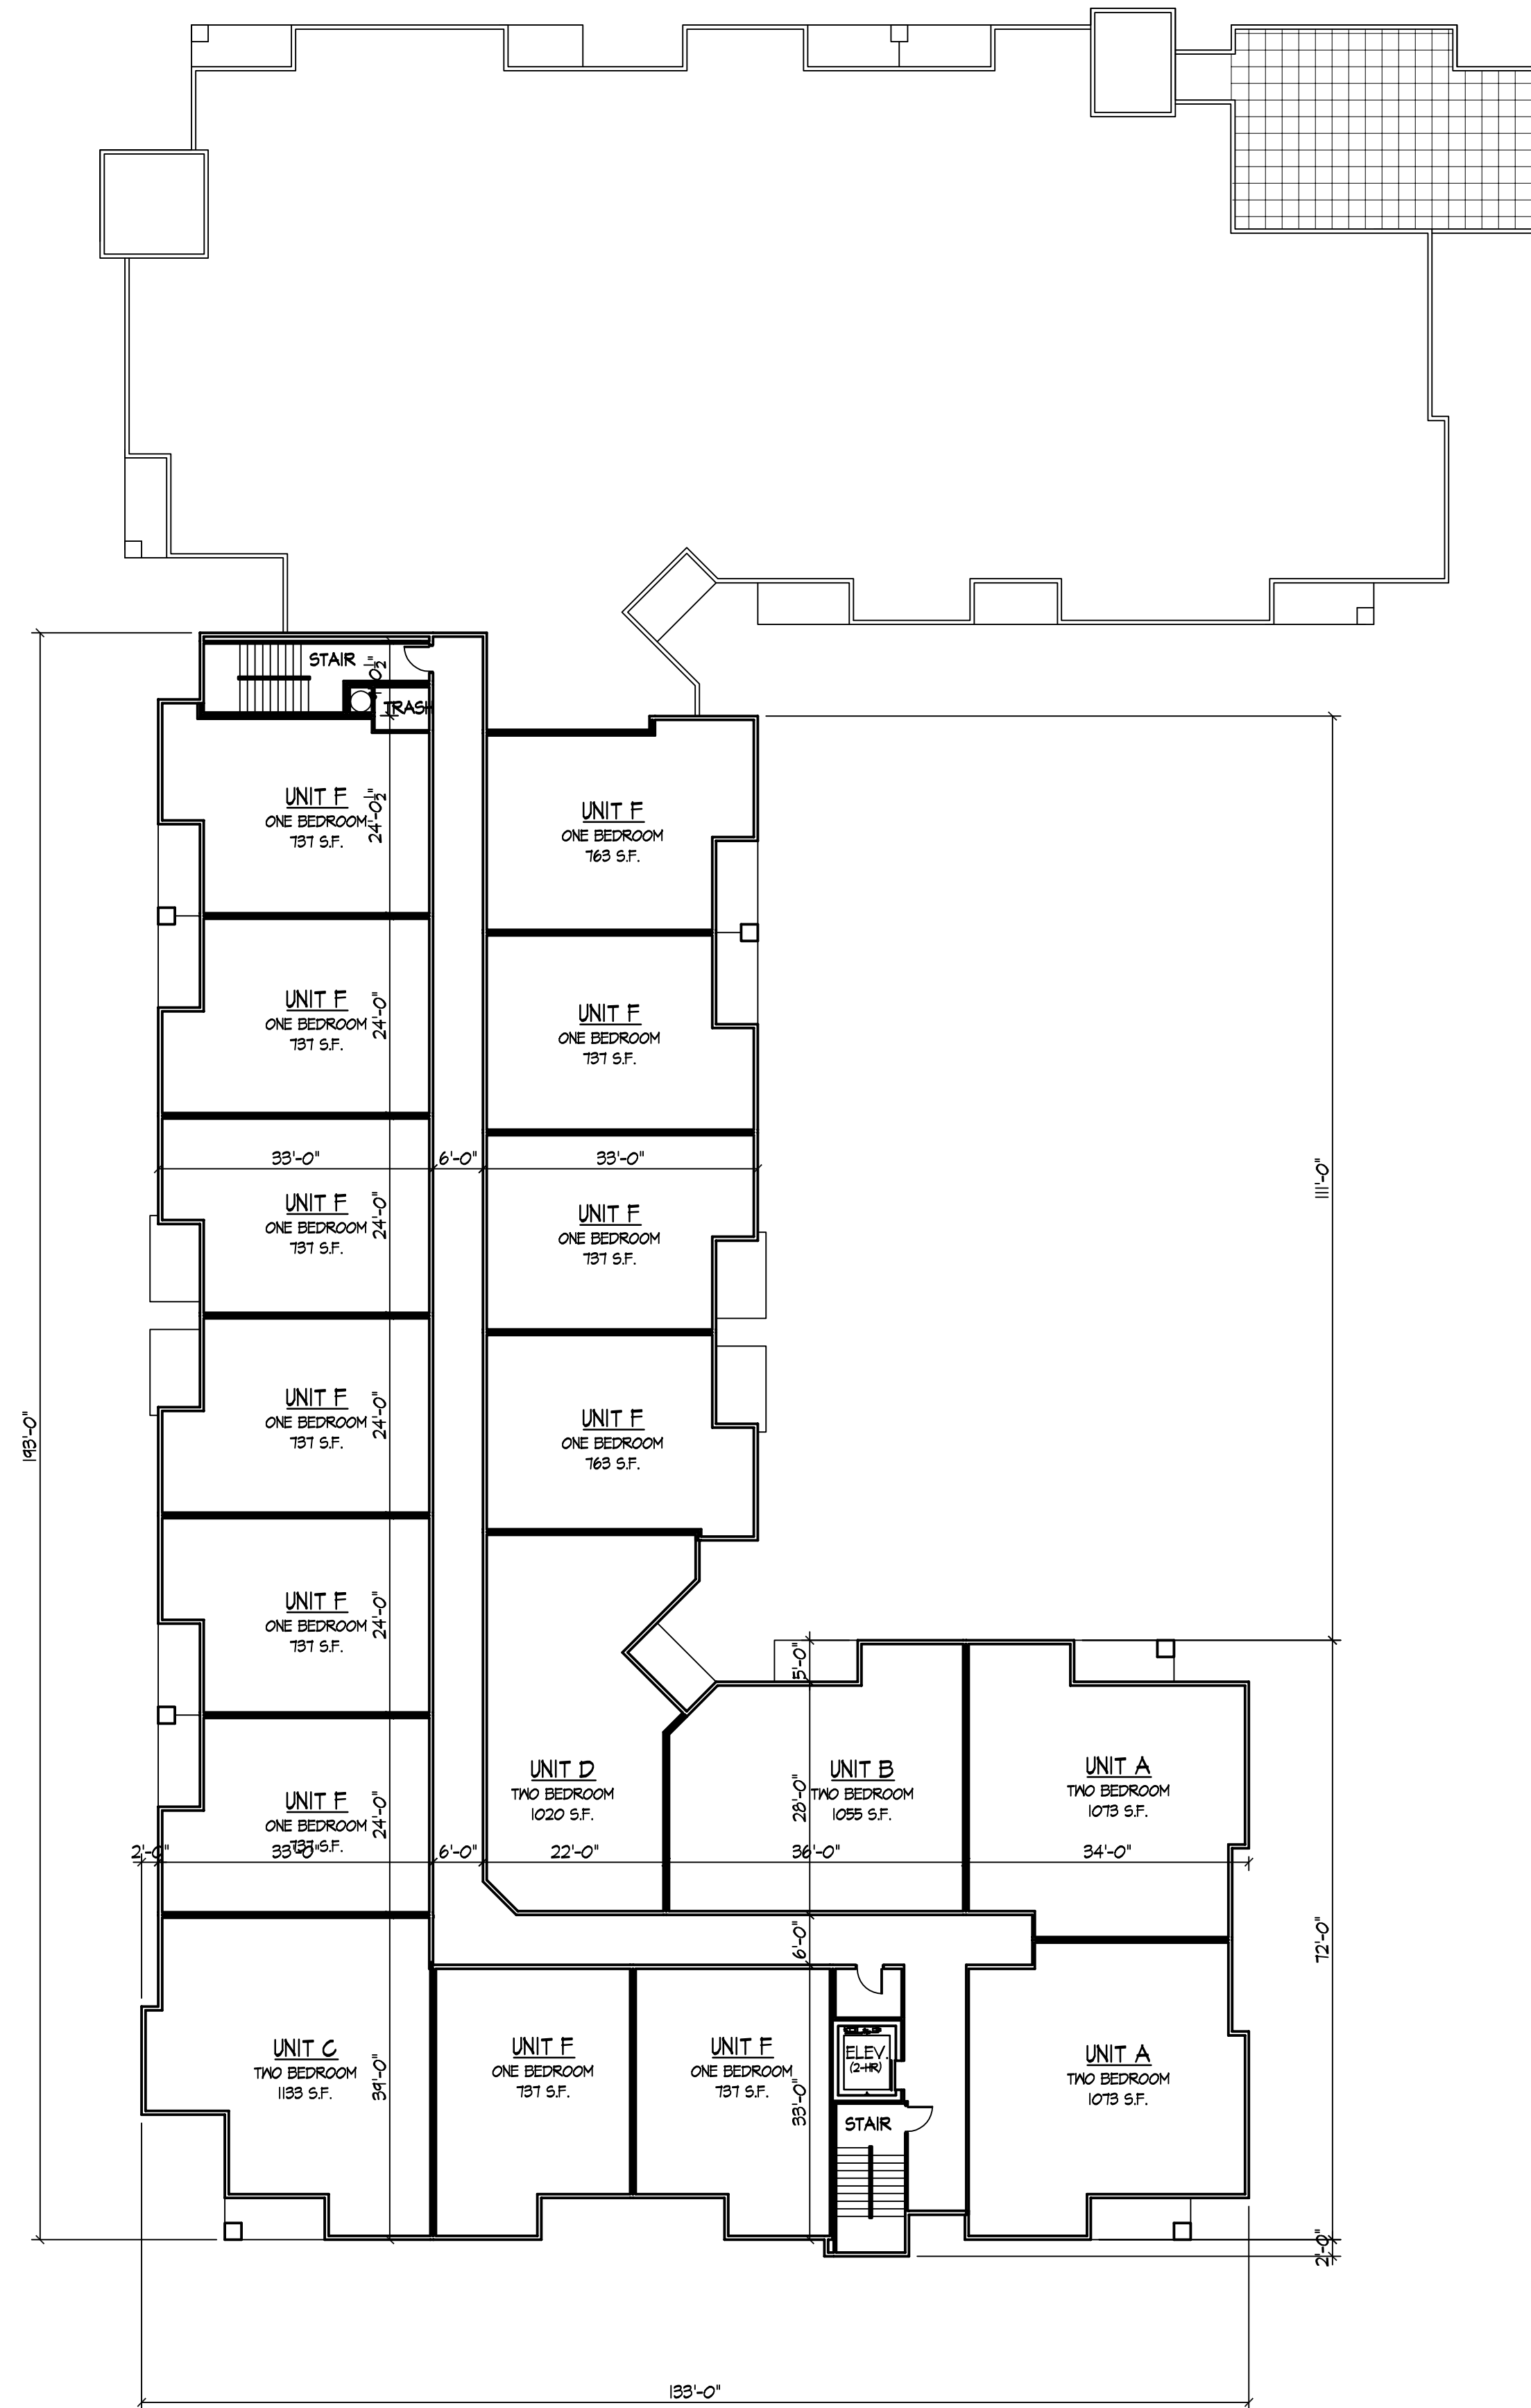 STAIR
TRASH
UNIT F
ONE BEDROOM
737 S.F.
24'-0½"
UNIT F
ONE BEDROOM
763 S.F.
UNIT F
ONE BEDROOM
737 S.F.
24'-0"
UNIT F
ONE BEDROOM
737 S.F.
33'-0"
6'-0"
33'-0"
111'-0"
UNIT F
ONE BEDROOM
737 S.F.
24'-0"
UNIT F
ONE BEDROOM
737 S.F.
193'-0"
UNIT F
ONE BEDROOM
737 S.F.
24'-0"
UNIT F
ONE BEDROOM
763 S.F.
UNIT F
ONE BEDROOM
737 S.F.
24'-0"
5'-0"
UNIT D
TWO BEDROOM
1020 S.F.
UNIT B
TWO BEDROOM
1055 S.F.
28'-0"
UNIT A
TWO BEDROOM
1073 S.F.
UNIT F
ONE BEDROOM
737 S.F.
24'-0"
2'-0"
33'-0"
6'-0"
22'-0"
36'-0"
34'-0"
6'-0"
72'-0"
UNIT C
TWO BEDROOM
1133 S.F.
39'-0"
UNIT F
ONE BEDROOM
737 S.F.
UNIT F
ONE BEDROOM
737 S.F.
33'-0"
ELEV.
(2-HR)
STAIR
UNIT A
TWO BEDROOM
1073 S.F.
2'-0"
133'-0"